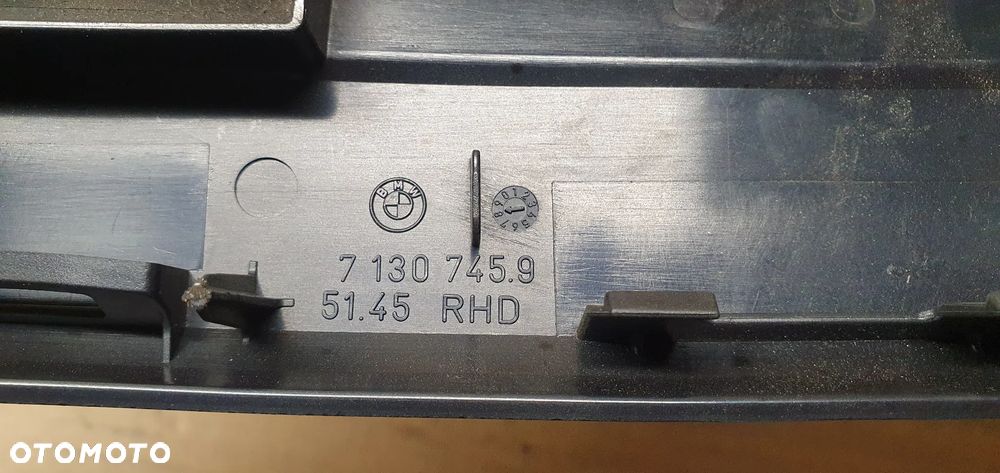 BMW
7 130 745.9
51.45 RHD
OTOMOTO